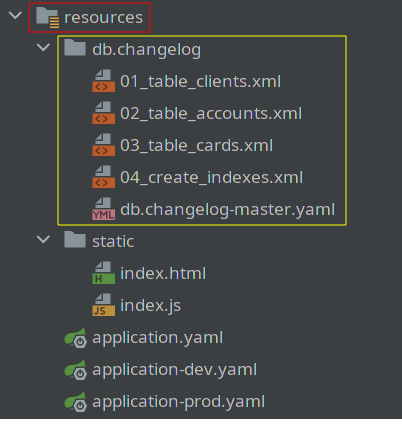 resources
db.changelog
01_table_clients.xml
02_table_accounts.xml
03_table_cards.xml
04_create_indexes.xml
YML db.changelog-master.yaml
static
H index.html
JS index.js
application.yaml
application-dev.yaml
application-prod.yaml